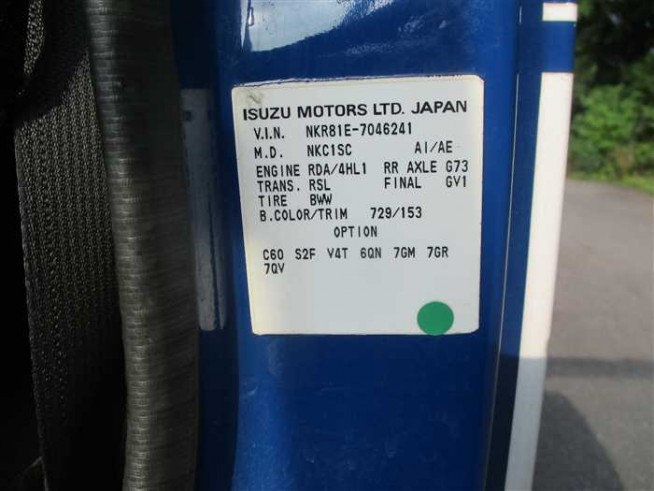 ISUZU MOTORS LTD. JAPAN
V.I.N. NKR81E-7046241
M.D. NKC1SC A1/AE
ENGINE RDA/4HL1 RR AXLE G73
TRANS. RSL FINAL GV1
TIRE BWW
B.COLOR/TRIM 729/153
OPTION
C60 S2F V4T 6QN 7GM 7GR
7QV